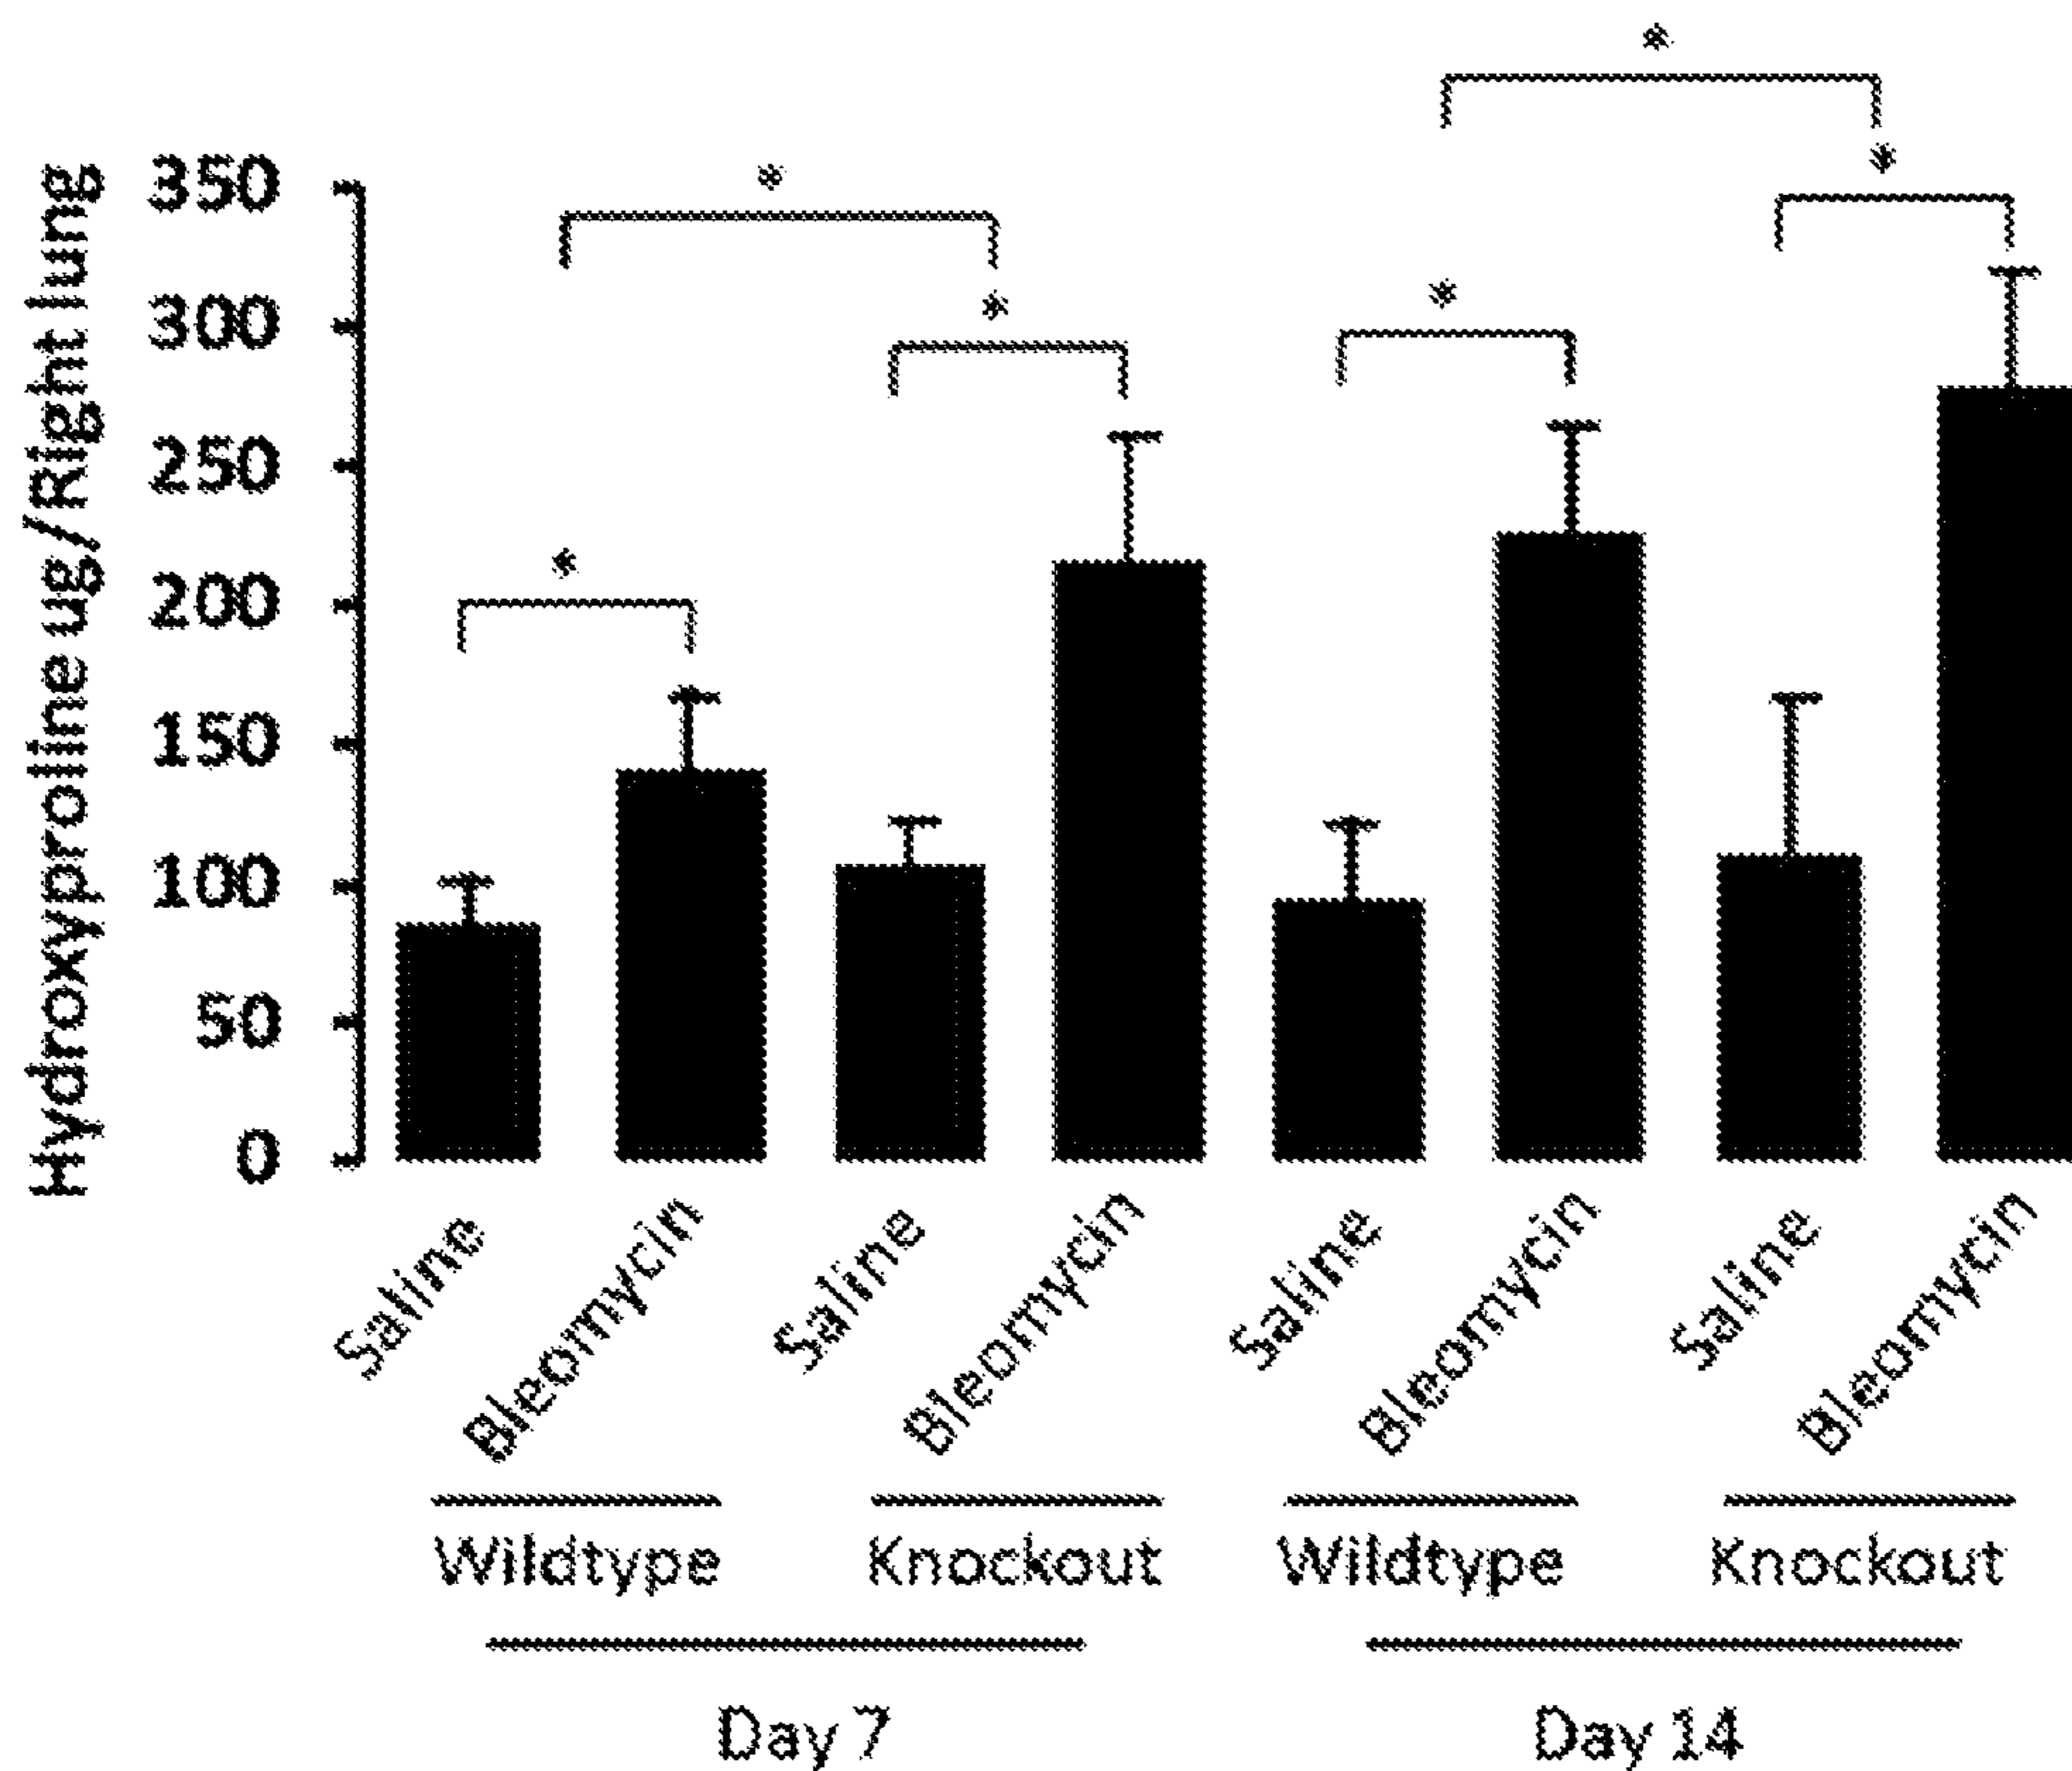 Hydroxyproline ug/Right lung
350
300
250
200
150
100
50
0
*
*
*
*
*
*
Saline
Bleomycin
Saline
Bleomycin
Saline
Bleomycin
Saline
Bleomycin
Wildtype
Knockout
Wildtype
Knockout
Day 7
Day 14